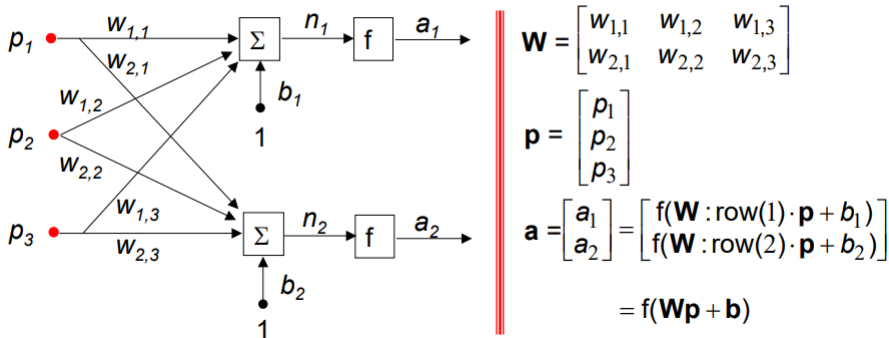 p1 w1,1 Σ n1 f a1
w2,1
w1,2 b1
p2 1
w2,2
w1,3
p3 w2,3 Σ n2 f a2
b2
1
W = [w1,1 w1,2 w1,3
w2,1 w2,2 w2,3]
p = [p1
p2
p3]
a = [a1 a2] = [f(W : row(1) · p + b1)
f(W : row(2) · p + b2)]
= f(Wp + b)